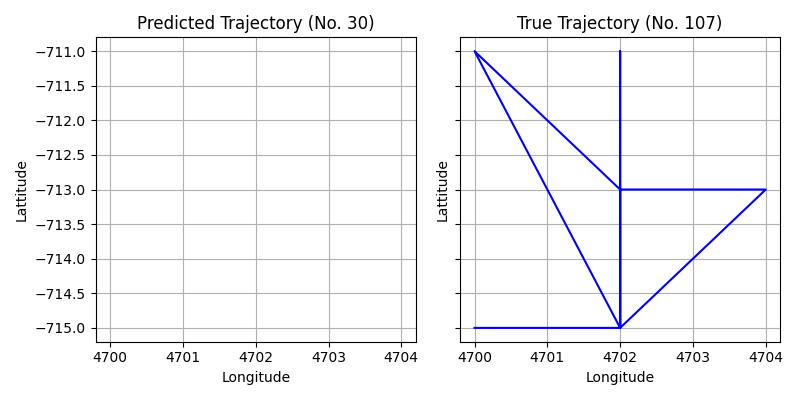 Predicted Trajectory (No. 30)
−711.0
−711.5
−712.0
−712.5
−713.0
−713.5
−714.0
−714.5
−715.0
Lattitude
4700 4701 4702 4703 4704
Longitude
True Trajectory (No. 107)
Lattitude
4700 4701 4702 4703 4704
Longitude